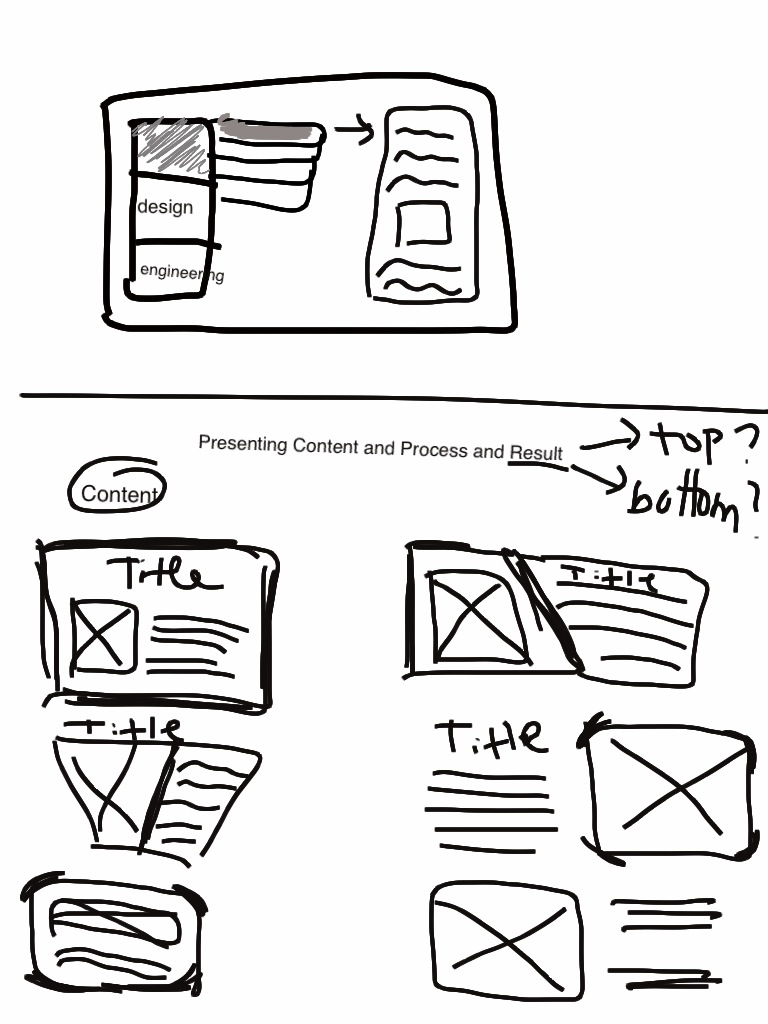 design
engineering
Presenting Content and Process and Result
top?
bottom?
Content
Title
Title
Title
Title